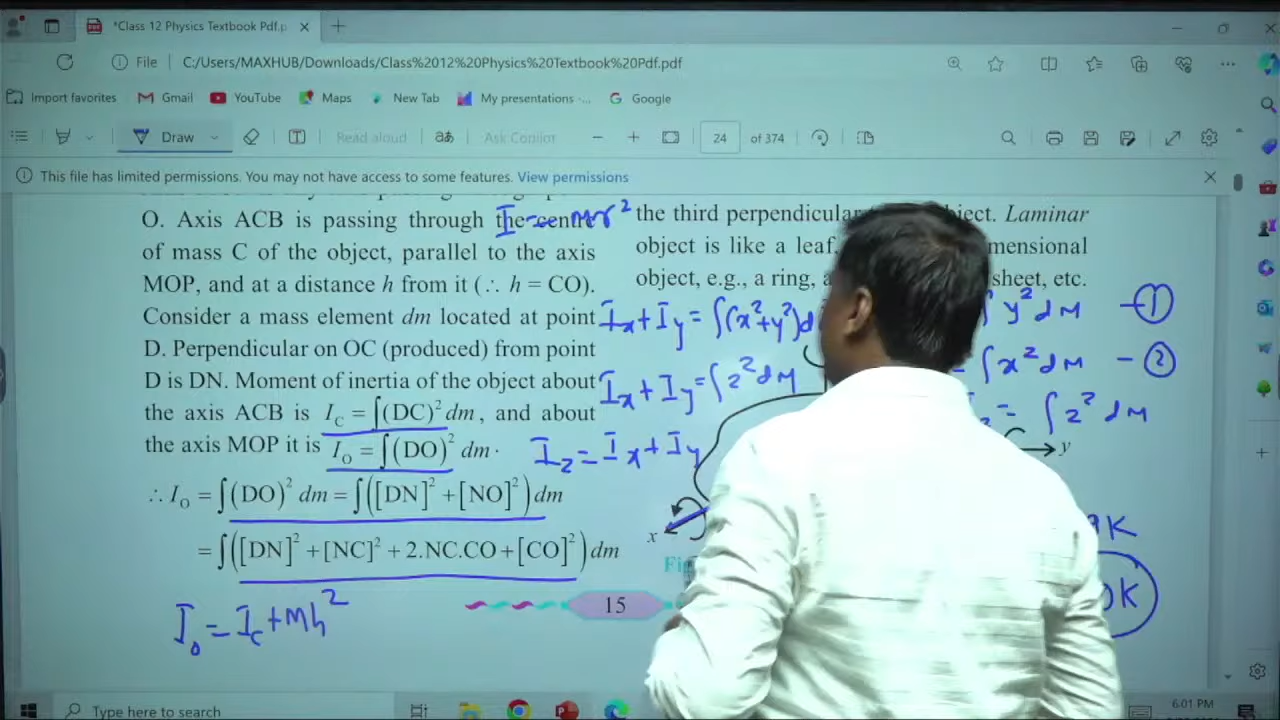 *Class 12 Physics Textbook Pdf.p
File | C:/Users/MAXHUB/Downloads/Class%2012%20Physics%20Textbook%20Pdf.pdf
Import favorites Gmail YouTube Maps New Tab My presentations -... Google
Draw Read aloud aあ Ask Copilot 24 of 374
This file has limited permissions. You may not have access to some features. View permissions
O. Axis ACB is passing through the centre
of mass C of the object, parallel to the axis
MOP, and at a distance h from it (∴ h = CO).
Consider a mass element dm located at point
D. Perpendicular on OC (produced) from point
D is DN. Moment of inertia of the object about
the axis ACB is I_C = ∫(DC)² dm, and about
the axis MOP it is I_O = ∫(DO)² dm.
∴ I_O = ∫(DO)² dm = ∫([DN]² + [NO]²)dm
= ∫([DN]² + [NC]² + 2.NC.CO + [CO]²)dm
I_o = I_c + Mh²
I = mr²
the third perpendicular
Laminar
object is like a leaf
object, e.g., a ring,
sheet, etc.
I_x + I_y = ∫(x²+y²)d
I_x + I_y = ∫z² dM
I_z = I_x + I_y
y² dM — ①
= ∫x² dM — ②
= ∫z² dM
y
x
15
Type here to search
6:01 PM